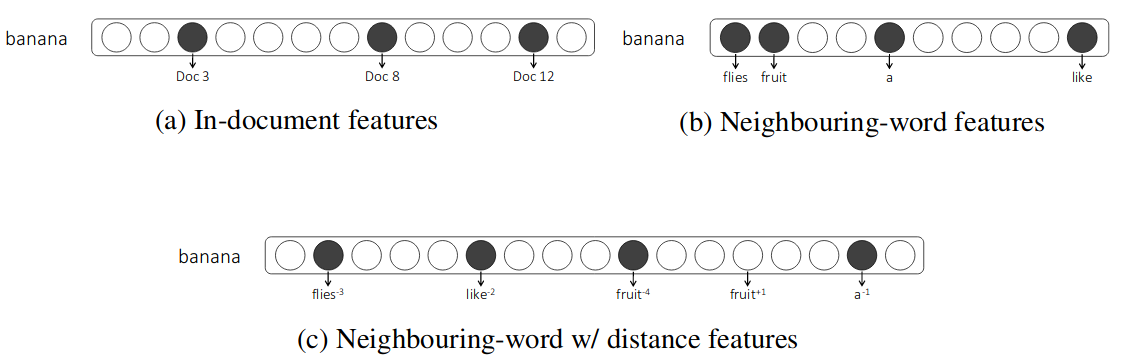 banana
Doc 3 Doc 8 Doc 12
(a) In-document features
banana
flies fruit a like
(b) Neighbouring-word features
banana
flies-3 like-2 fruit-4 fruit+1 a-1
(c) Neighbouring-word w/ distance features